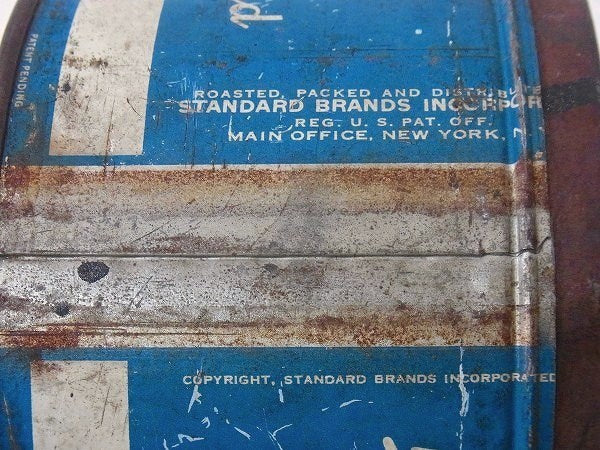 PATENT PENDING
ROASTED, PACKED AND DISTRIB
STANDARD BRANDS INCORPOR
REG. U. S. PAT. OFF.
MAIN OFFICE, NEW YORK, N.
COPYRIGHT, STANDARD BRANDS INCORPORATED